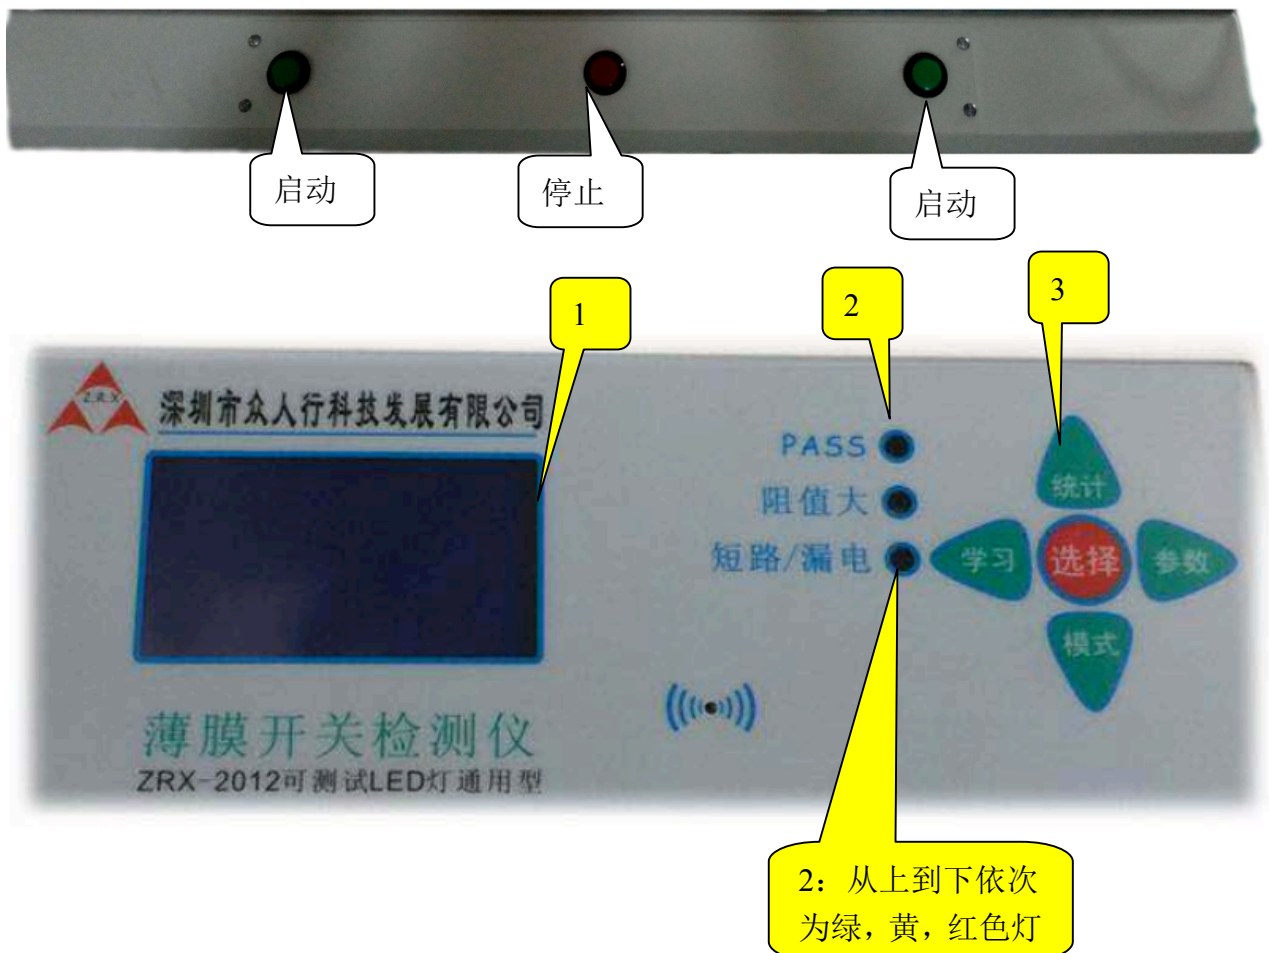 启动
停止
启动
1
2
3
Z.R.X
深圳市众人行科技发展有限公司
PASS
阻值大
短路/漏电
统计
学习
选择
参数
模式
薄膜开关检测仪
ZRX-2012可测试LED灯通用型
2：从上到下依次
为绿，黄，红色灯